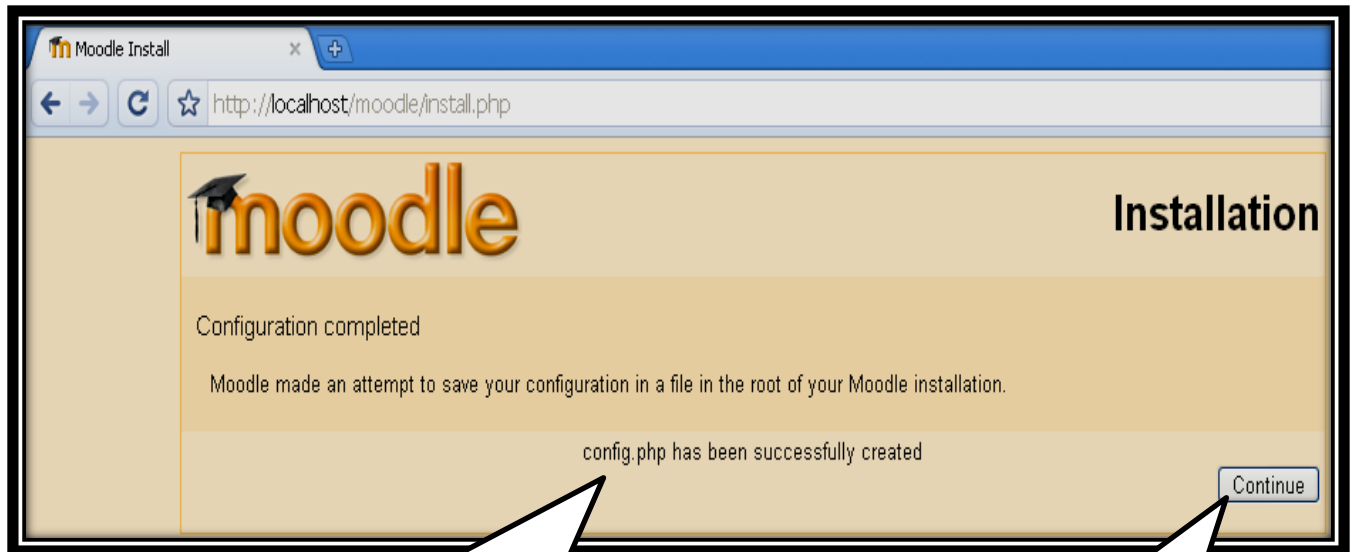 Moodle Install
http://localhost/moodle/install.php
moodle
Installation
Configuration completed
Moodle made an attempt to save your configuration in a file in the root of your Moodle installation.
config.php has been successfully created
Continue